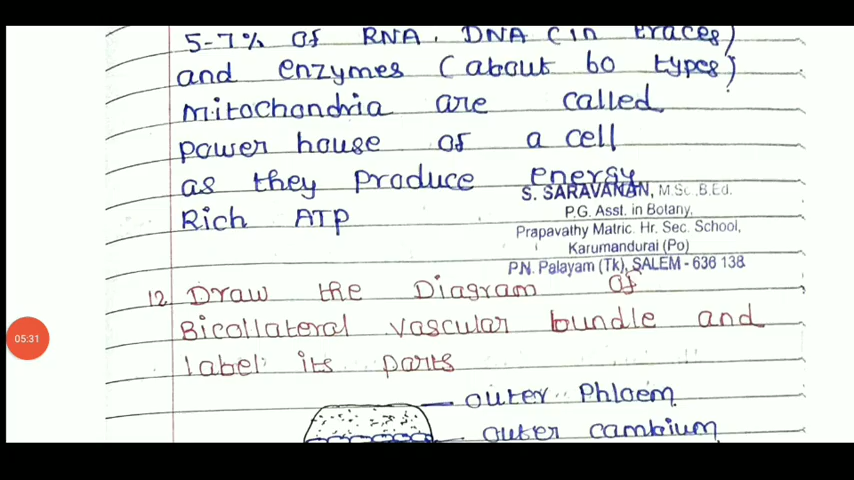 5-7% of RNA. DNA (in traces)
and enzymes (about 60 types)
mitochondria are called
power house of a cell
as they produce energy
Rich ATP
S. SARAVANAN, M.Sc.,B.Ed.
P.G. Asst. in Botany,
Prapavathy Matric. Hr. Sec. School,
Karumandurai (Po)
P.N. Palayam (Tk), SALEM - 636 138
12. Draw the Diagram of
Bicollateral vascular bundle and
label its parts
outer Phloem
outer cambium
05:31